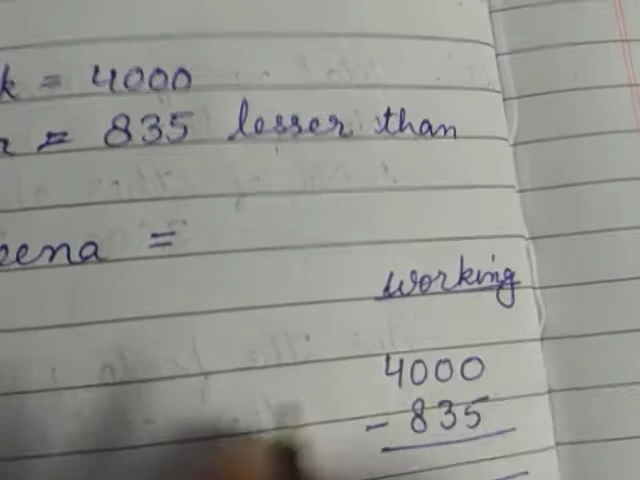 k = 4000
= 835 lesser than
eena =
working
4000
- 835